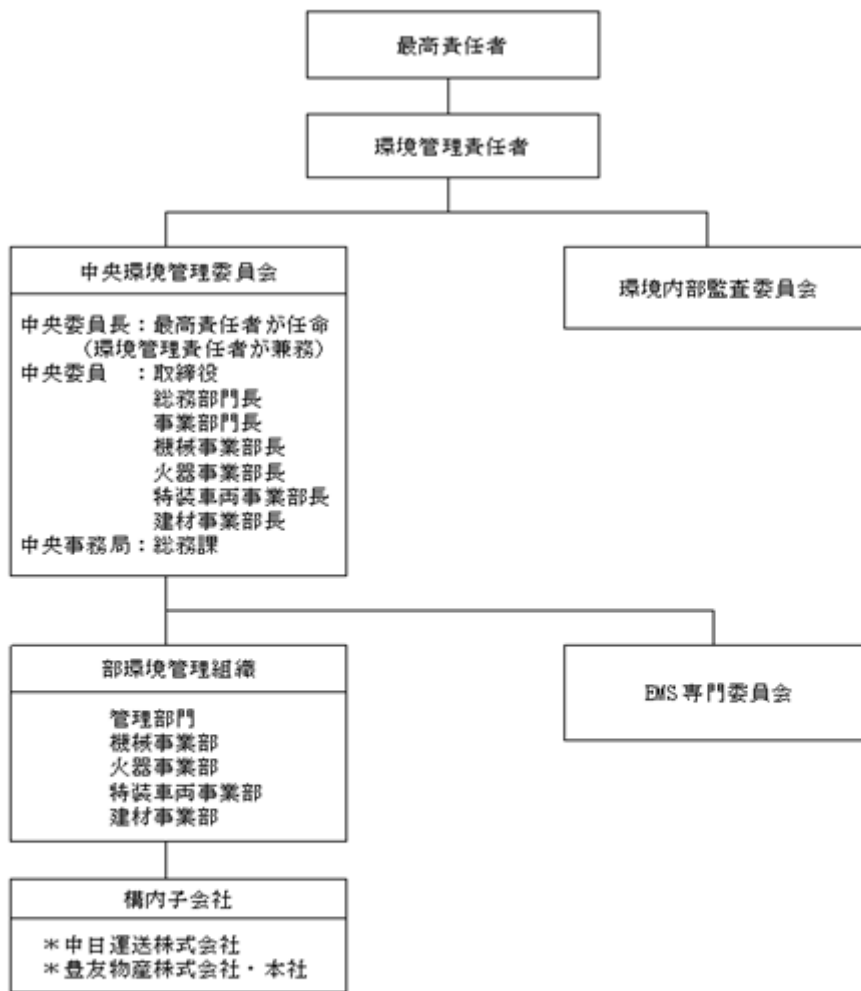 最高責任者
環境管理責任者
中央環境管理委員会
環境内部監査委員会
中央委員長：最高責任者が任命
（環境管理責任者が兼務）
中央委員　：取締役
総務部門長
事業部門長
機械事業部長
火器事業部長
特装車両事業部長
建材事業部長
中央事務局：総務課
部環境管理組織
EMS専門委員会
管理部門
機械事業部
火器事業部
特装車両事業部
建材事業部
構内子会社
＊中日運送株式会社
＊豊友物産株式会社・本社